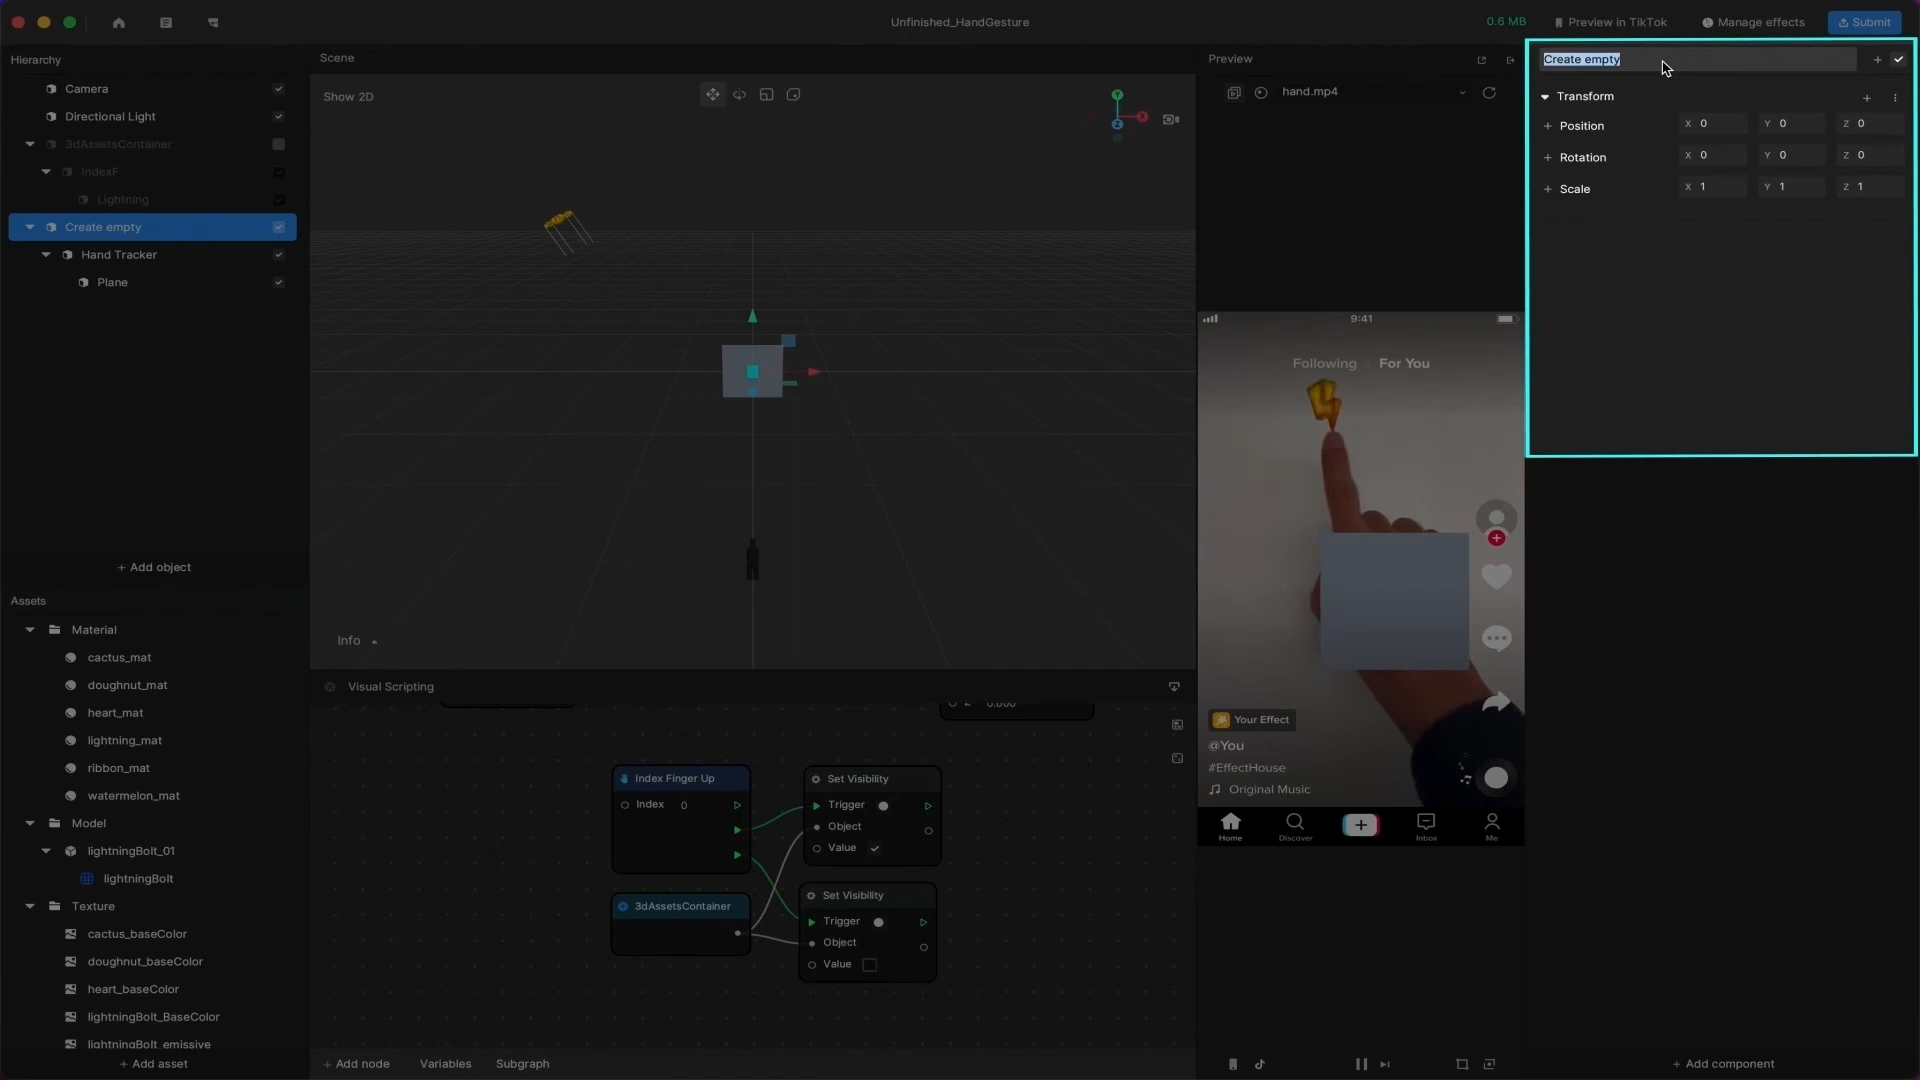 Unfinished_HandGesture
0.6 MB
Preview in TikTok
Manage effects
Submit
Hierarchy
Camera
Directional Light
3dAssetsContainer
IndexF
Lightning
Create empty
Hand Tracker
Plane
+ Add object
Assets
Material
cactus_mat
doughnut_mat
heart_mat
lightning_mat
ribbon_mat
watermelon_mat
Model
lightningBolt_01
lightningBolt
Texture
cactus_baseColor
doughnut_baseColor
heart_baseColor
lightningBolt_BaseColor
lightningBolt_emissive
+ Add asset
Scene
Show 2D
Y
X
Z
Info
Visual Scripting
Z 0.000
Index Finger Up
Index 0
3dAssetsContainer
Set Visibility
Trigger
Object
Value
Set Visibility
Trigger
Object
Value
+ Add node
Variables
Subgraph
Preview
hand.mp4
9:41
Following
For You
Your Effect
@You
#EffectHouse
Original Music
Home
Discover
Inbox
Me
Create empty
Transform
Position X 0 Y 0 Z 0
Rotation X 0 Y 0 Z 0
Scale X 1 Y 1 Z 1
+ Add component